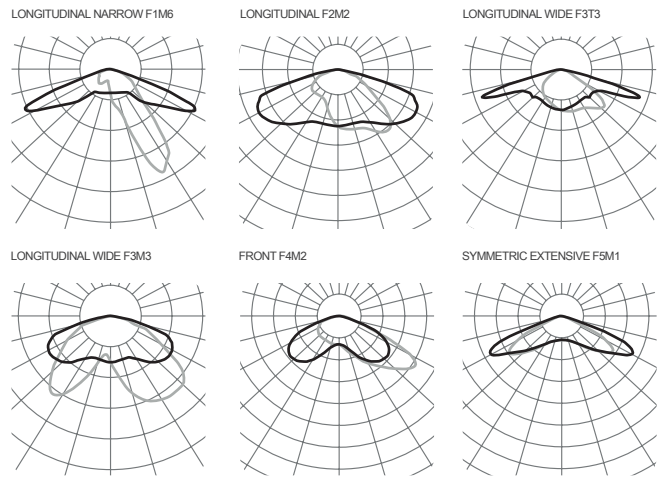 LONGITUDINAL NARROW F1M6
LONGITUDINAL F2M2
LONGITUDINAL WIDE F3T3
LONGITUDINAL WIDE F3M3
FRONT F4M2
SYMMETRIC EXTENSIVE F5M1